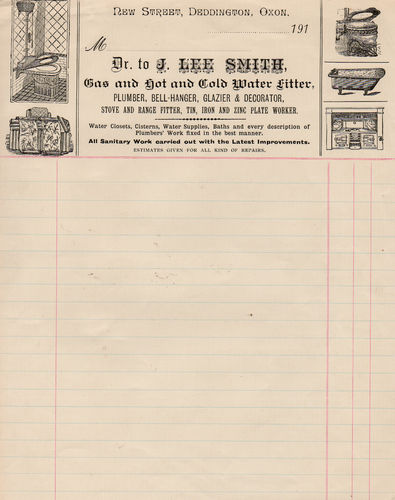 New Street, Deddington, Oxon.
191
M
Dr. to J. LEE SMITH,
Gas and Hot and Cold Water Fitter,
PLUMBER, BELL-HANGER, GLAZIER & DECORATOR,
STOVE AND RANGE FITTER, TIN, IRON AND ZINC PLATE WORKER.
Water Closets, Cisterns, Water Supplies, Baths and every description of
Plumbers' Work fixed in the best manner.
All Sanitary Work carried out with the Latest Improvements.
ESTIMATES GIVEN FOR ALL KIND OF REPAIRS.